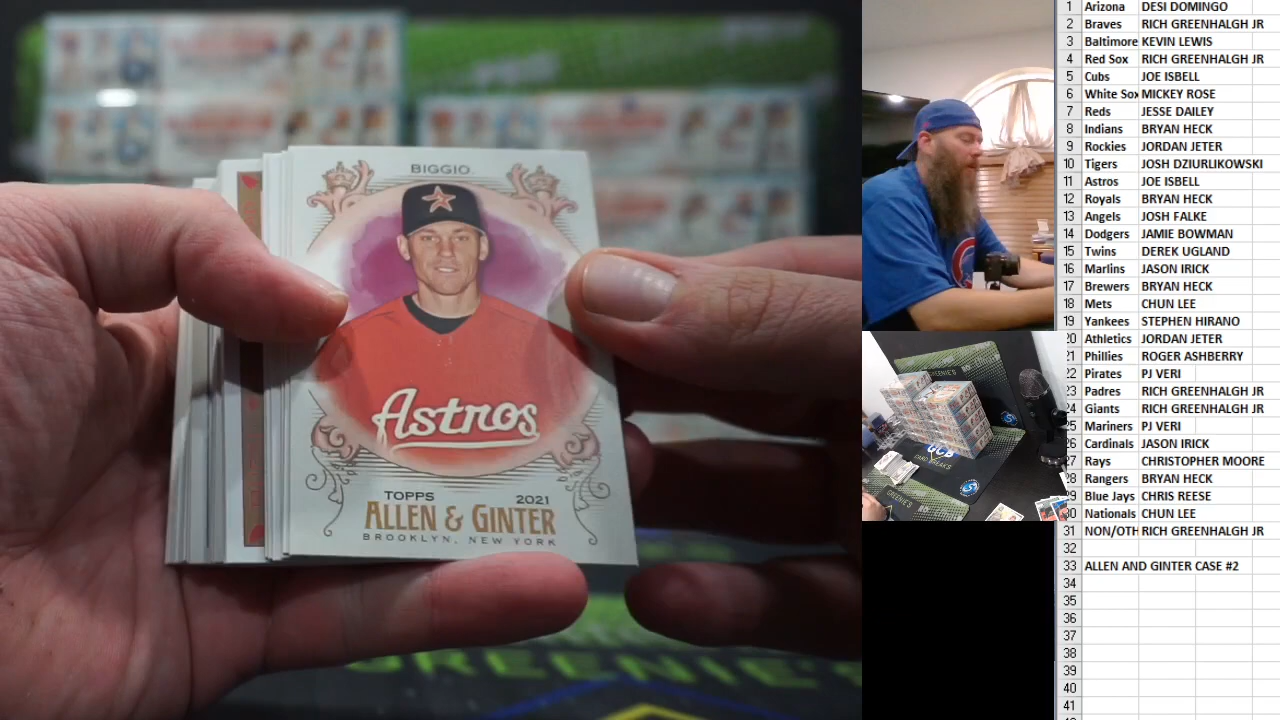 BIGGIO
Astros
TOPPS 2021
ALLEN & GINTER
BROOKLYN, NEW YORK
GREENIE'S
1 Arizona DESI DOMINGO
2 Braves RICH GREENHALGH JR
3 Baltimore KEVIN LEWIS
4 Red Sox RICH GREENHALGH JR
5 Cubs JOE ISBELL
6 White Sox MICKEY ROSE
7 Reds JESSE DAILEY
8 Indians BRYAN HECK
9 Rockies JORDAN JETER
10 Tigers JOSH DZIURLIKOWSKI
11 Astros JOE ISBELL
12 Royals BRYAN HECK
13 Angels JOSH FALKE
14 Dodgers JAMIE BOWMAN
15 Twins DEREK UGLAND
16 Marlins JASON IRICK
17 Brewers BRYAN HECK
18 Mets CHUN LEE
19 Yankees STEPHEN HIRANO
20 Athletics JORDAN JETER
21 Phillies ROGER ASHBERRY
22 Pirates PJ VERI
23 Padres RICH GREENHALGH JR
24 Giants RICH GREENHALGH JR
25 Mariners PJ VERI
26 Cardinals JASON IRICK
27 Rays CHRISTOPHER MOORE
28 Rangers BRYAN HECK
29 Blue Jays CHRIS REESE
30 Nationals CHUN LEE
31 NON/OTH RICH GREENHALGH JR
32
33 ALLEN AND GINTER CASE #2
34
35
36
37
38
39
40
41
GREENIE'S
GCB
CARD BREAKS
GREENIE'S